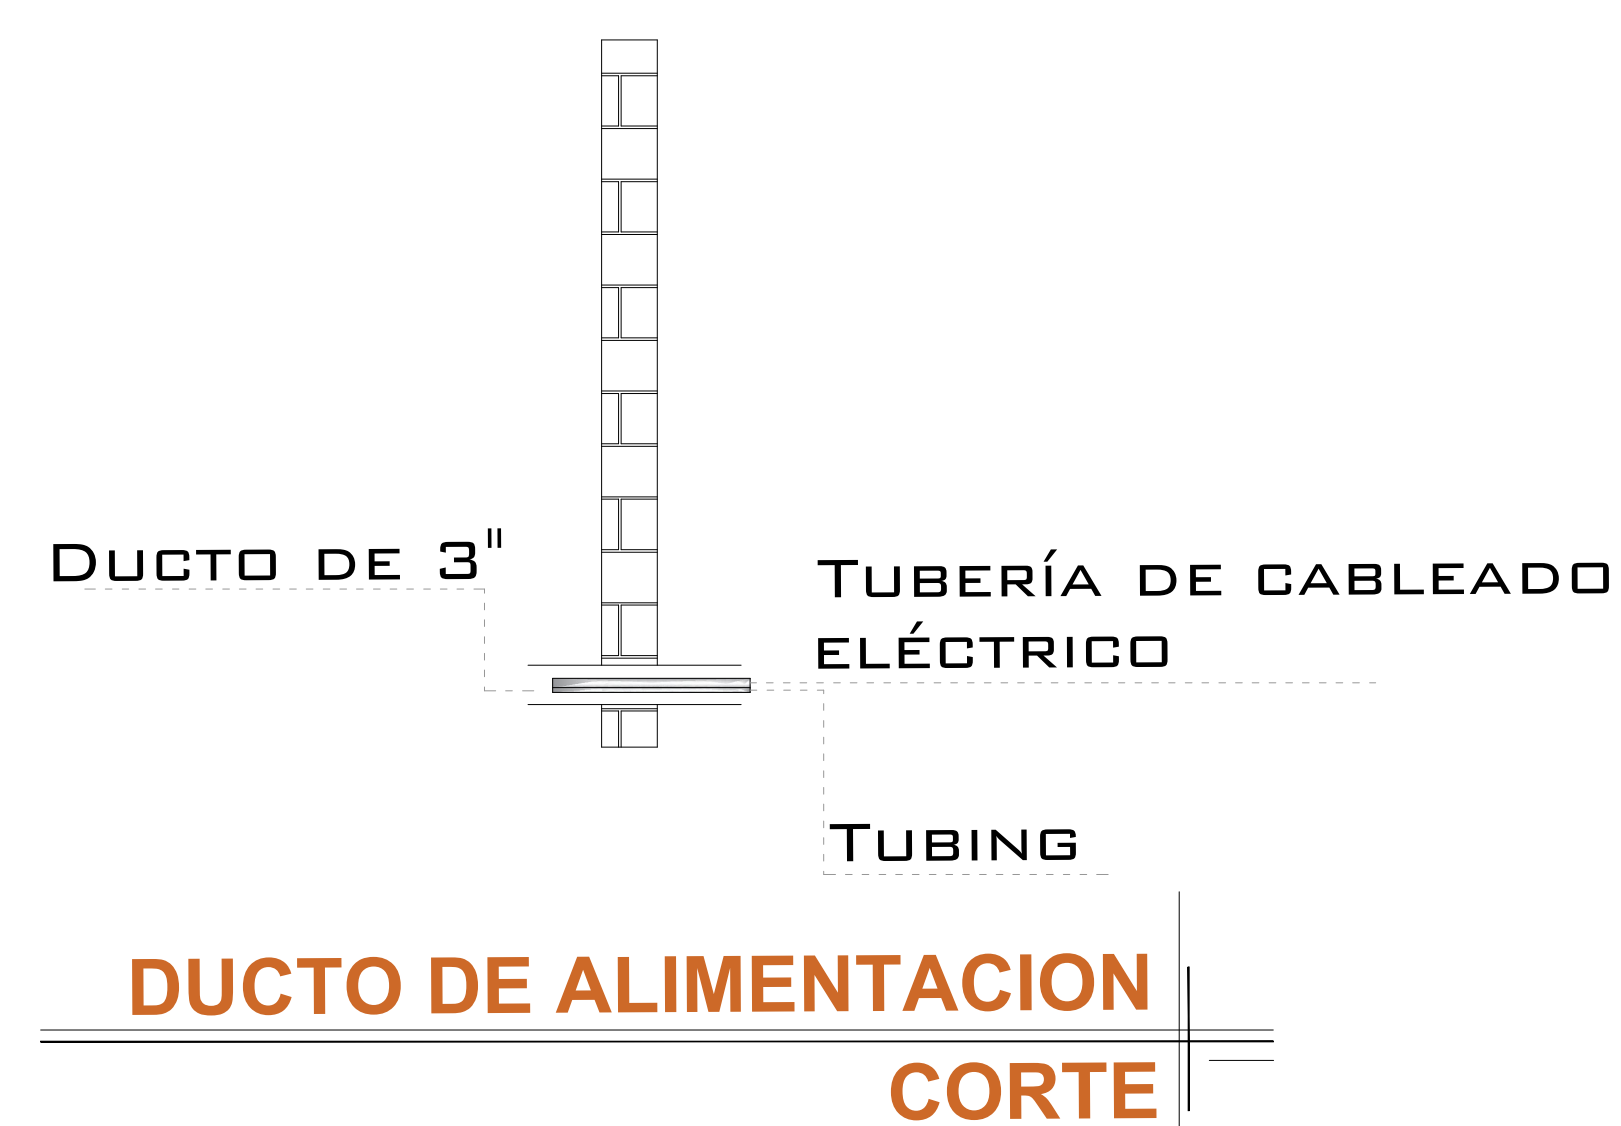 Ducto de 3"
Tubería de cableado
eléctrico
Tubing
DUCTO DE ALIMENTACION
CORTE